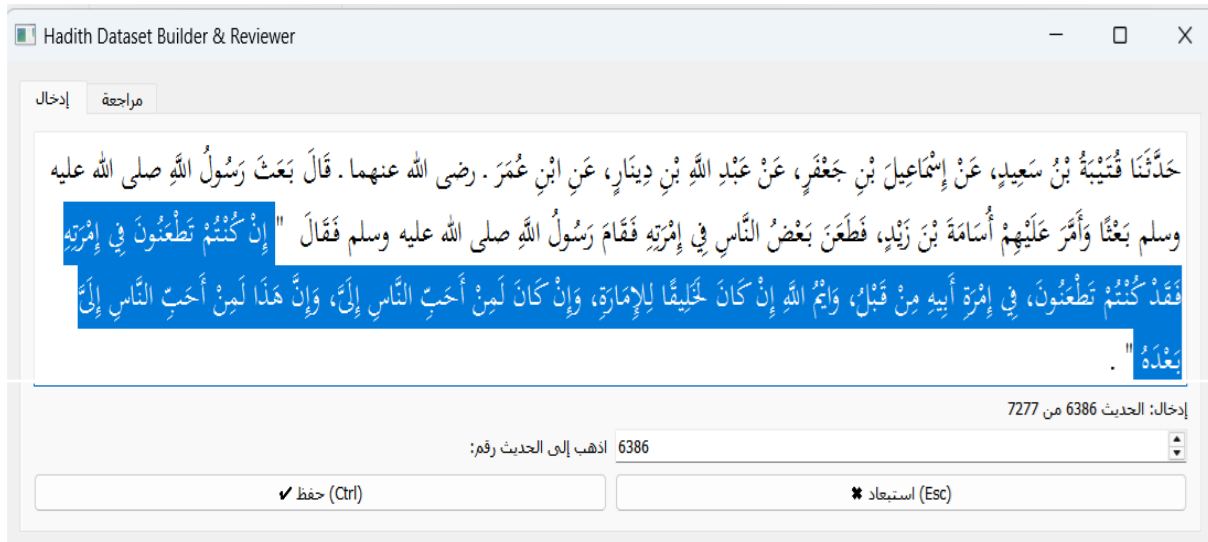 Hadith Dataset Builder & Reviewer
إدخال
مراجعة
حَدَّثَنَا قُتَيْبَةُ بْنُ سَعِيدٍ، عَنْ إِسْمَاعِيلَ بْنِ جَعْفَرٍ، عَنْ عَبْدِ اللَّهِ بْنِ دِينَارٍ، عَنِ ابْنِ عُمَرَ ـ رضى الله عنهما ـ قَالَ بَعَثَ رَسُولُ اللَّهِ صلى الله عليه
وسلم بَعْثًا وَأَمَّرَ عَلَيْهِمْ أُسَامَةَ بْنَ زَيْدٍ، فَطَعَنَ بَعْضُ النَّاسِ فِي إِمْرَتِهِ فَقَامَ رَسُولُ اللَّهِ صلى الله عليه وسلم فَقَالَ " إِنْ كُنْتُمْ تَطْعَنُونَ فِي إِمْرَتِهِ
فَقَدْ كُنْتُمْ تَطْعَنُونَ، فِي إِمْرَةِ أَبِيهِ مِنْ قَبْلُ، وَايْمُ اللَّهِ إِنْ كَانَ لَخَلِيقًا لِلإِمَارَةِ، وَإِنْ كَانَ لَمِنْ أَحَبِّ النَّاسِ إِلَىَّ، وَإِنَّ هَذَا لَمِنْ أَحَبِّ النَّاسِ إِلَىَّ
بَعْدَهُ " .
إدخال: الحديث 6386 من 7277
اذهب إلى الحديث رقم: 6386
✔ حفظ (Ctrl)
✖ استبعاد (Esc)